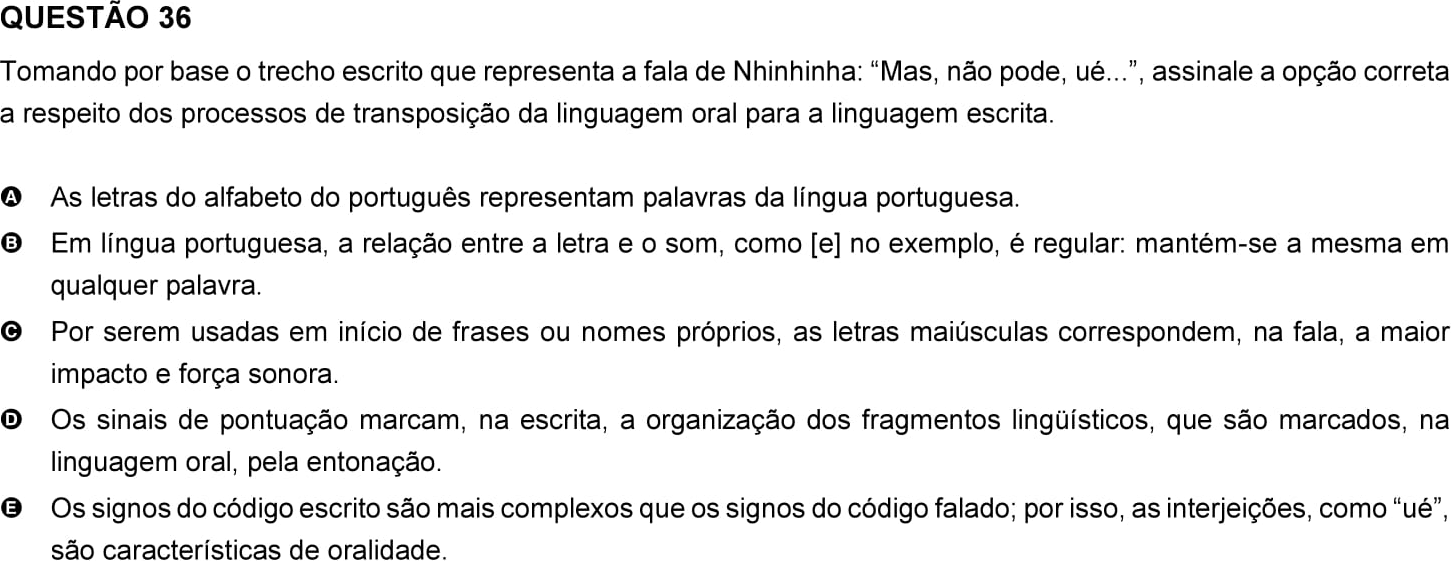 QUESTÃO 36
Tomando por base o trecho escrito que representa a fala de Nhinhinha: “Mas, não pode, ué...”, assinale a opção correta
a respeito dos processos de transposição da linguagem oral para a linguagem escrita.
A As letras do alfabeto do português representam palavras da língua portuguesa.
B Em língua portuguesa, a relação entre a letra e o som, como [e] no exemplo, é regular: mantém-se a mesma em
qualquer palavra.
C Por serem usadas em início de frases ou nomes próprios, as letras maiúsculas correspondem, na fala, a maior
impacto e força sonora.
D Os sinais de pontuação marcam, na escrita, a organização dos fragmentos lingüísticos, que são marcados, na
linguagem oral, pela entonação.
E Os signos do código escrito são mais complexos que os signos do código falado; por isso, as interjeições, como “ué”,
são características de oralidade.